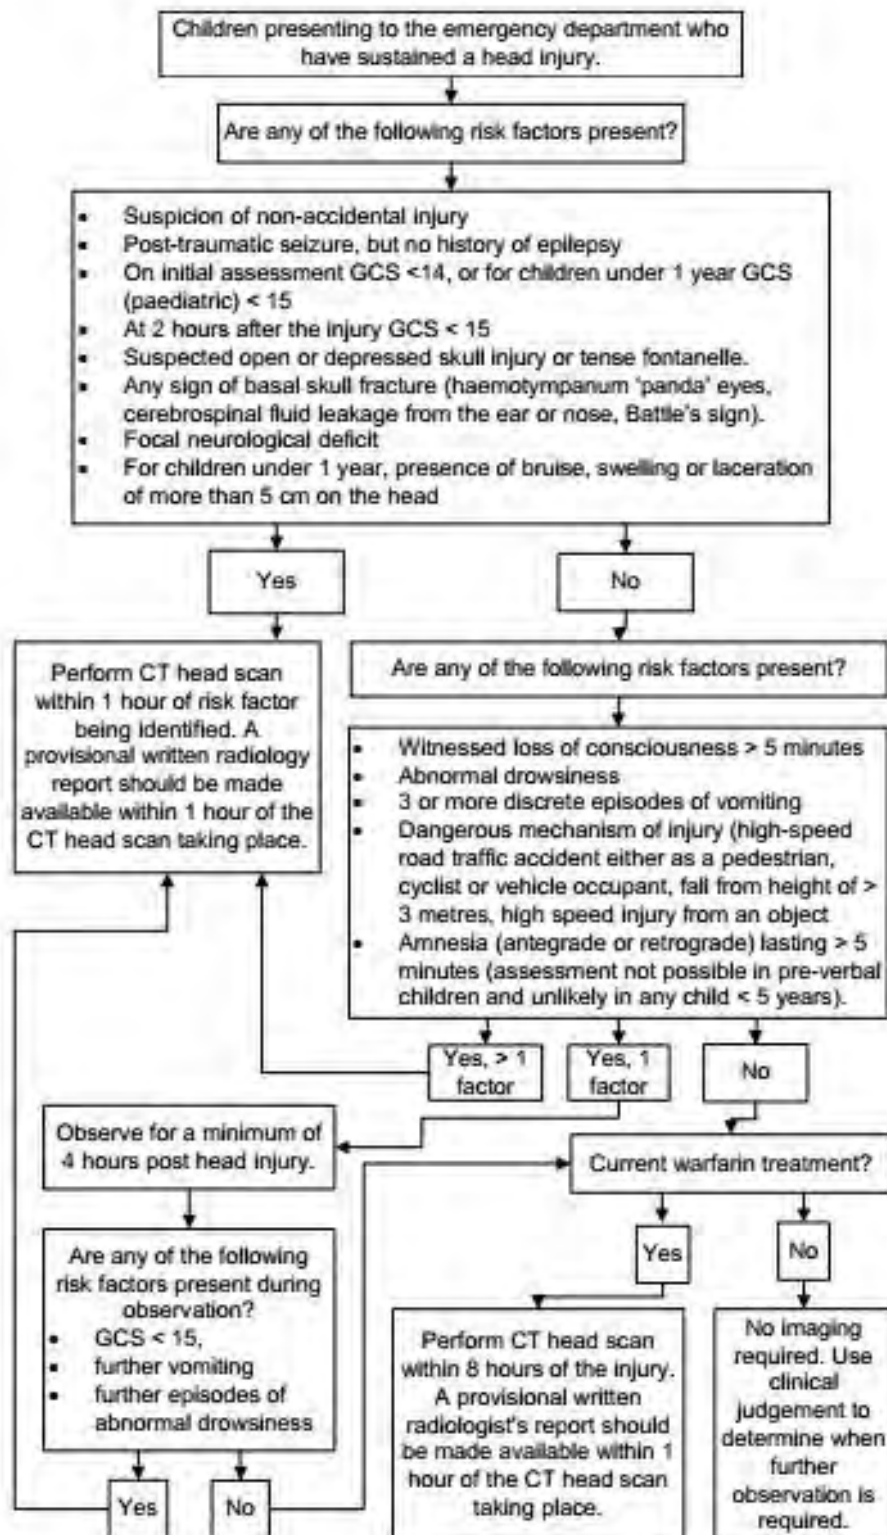 Children presenting to the emergency department who
have sustained a head injury.
Are any of the following risk factors present?
• Suspicion of non-accidental injury
• Post-traumatic seizure, but no history of epilepsy
• On initial assessment GCS <14, or for children under 1 year GCS
(paediatric) < 15
• At 2 hours after the injury GCS < 15
• Suspected open or depressed skull injury or tense fontanelle.
• Any sign of basal skull fracture (haemotympanum 'panda' eyes,
cerebrospinal fluid leakage from the ear or nose, Battle's sign).
• Focal neurological deficit
• For children under 1 year, presence of bruise, swelling or laceration
of more than 5 cm on the head
Yes
No
Perform CT head scan
within 1 hour of risk factor
being identified. A
provisional written radiology
report should be made
available within 1 hour of the
CT head scan taking place.
Are any of the following risk factors present?
• Witnessed loss of consciousness > 5 minutes
• Abnormal drowsiness
• 3 or more discrete episodes of vomiting
• Dangerous mechanism of injury (high-speed
road traffic accident either as a pedestrian,
cyclist or vehicle occupant, fall from height of >
3 metres, high speed injury from an object
• Amnesia (antegrade or retrograde) lasting > 5
minutes (assessment not possible in pre-verbal
children and unlikely in any child < 5 years).
Yes, > 1
factor
Yes, 1
factor
No
Observe for a minimum of
4 hours post head injury.
Current warfarin treatment?
Are any of the following
risk factors present during
observation?
• GCS < 15,
• further vomiting
• further episodes of
abnormal drowsiness
Yes
No
Yes
No
Perform CT head scan
within 8 hours of the injury.
A provisional written
radiologist's report should
be made available within 1
hour of the CT head scan
taking place.
No imaging
required. Use
clinical
judgement to
determine when
further
observation is
required.